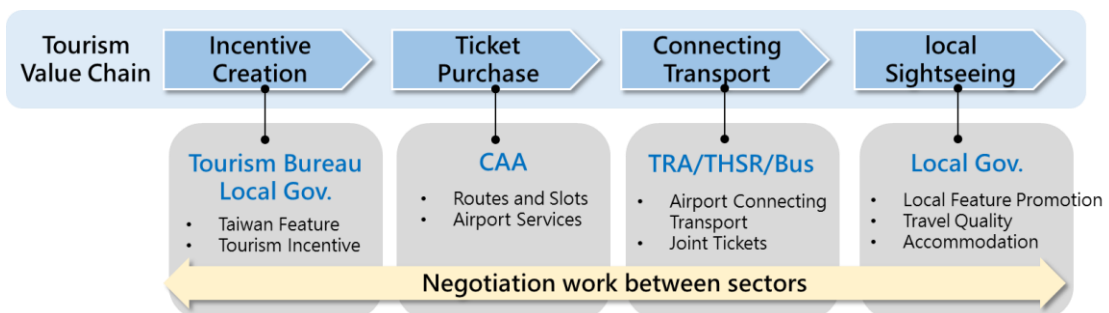 Tourism
Value Chain
Incentive
Creation
Ticket
Purchase
Connecting
Transport
local
Sightseeing
Tourism Bureau
Local Gov.
• Taiwan Feature
• Tourism Incentive
CAA
• Routes and Slots
• Airport Services
TRA/THSR/Bus
• Airport Connecting
Transport
• Joint Tickets
Local Gov.
• Local Feature Promotion
• Travel Quality
• Accommodation
Negotiation work between sectors